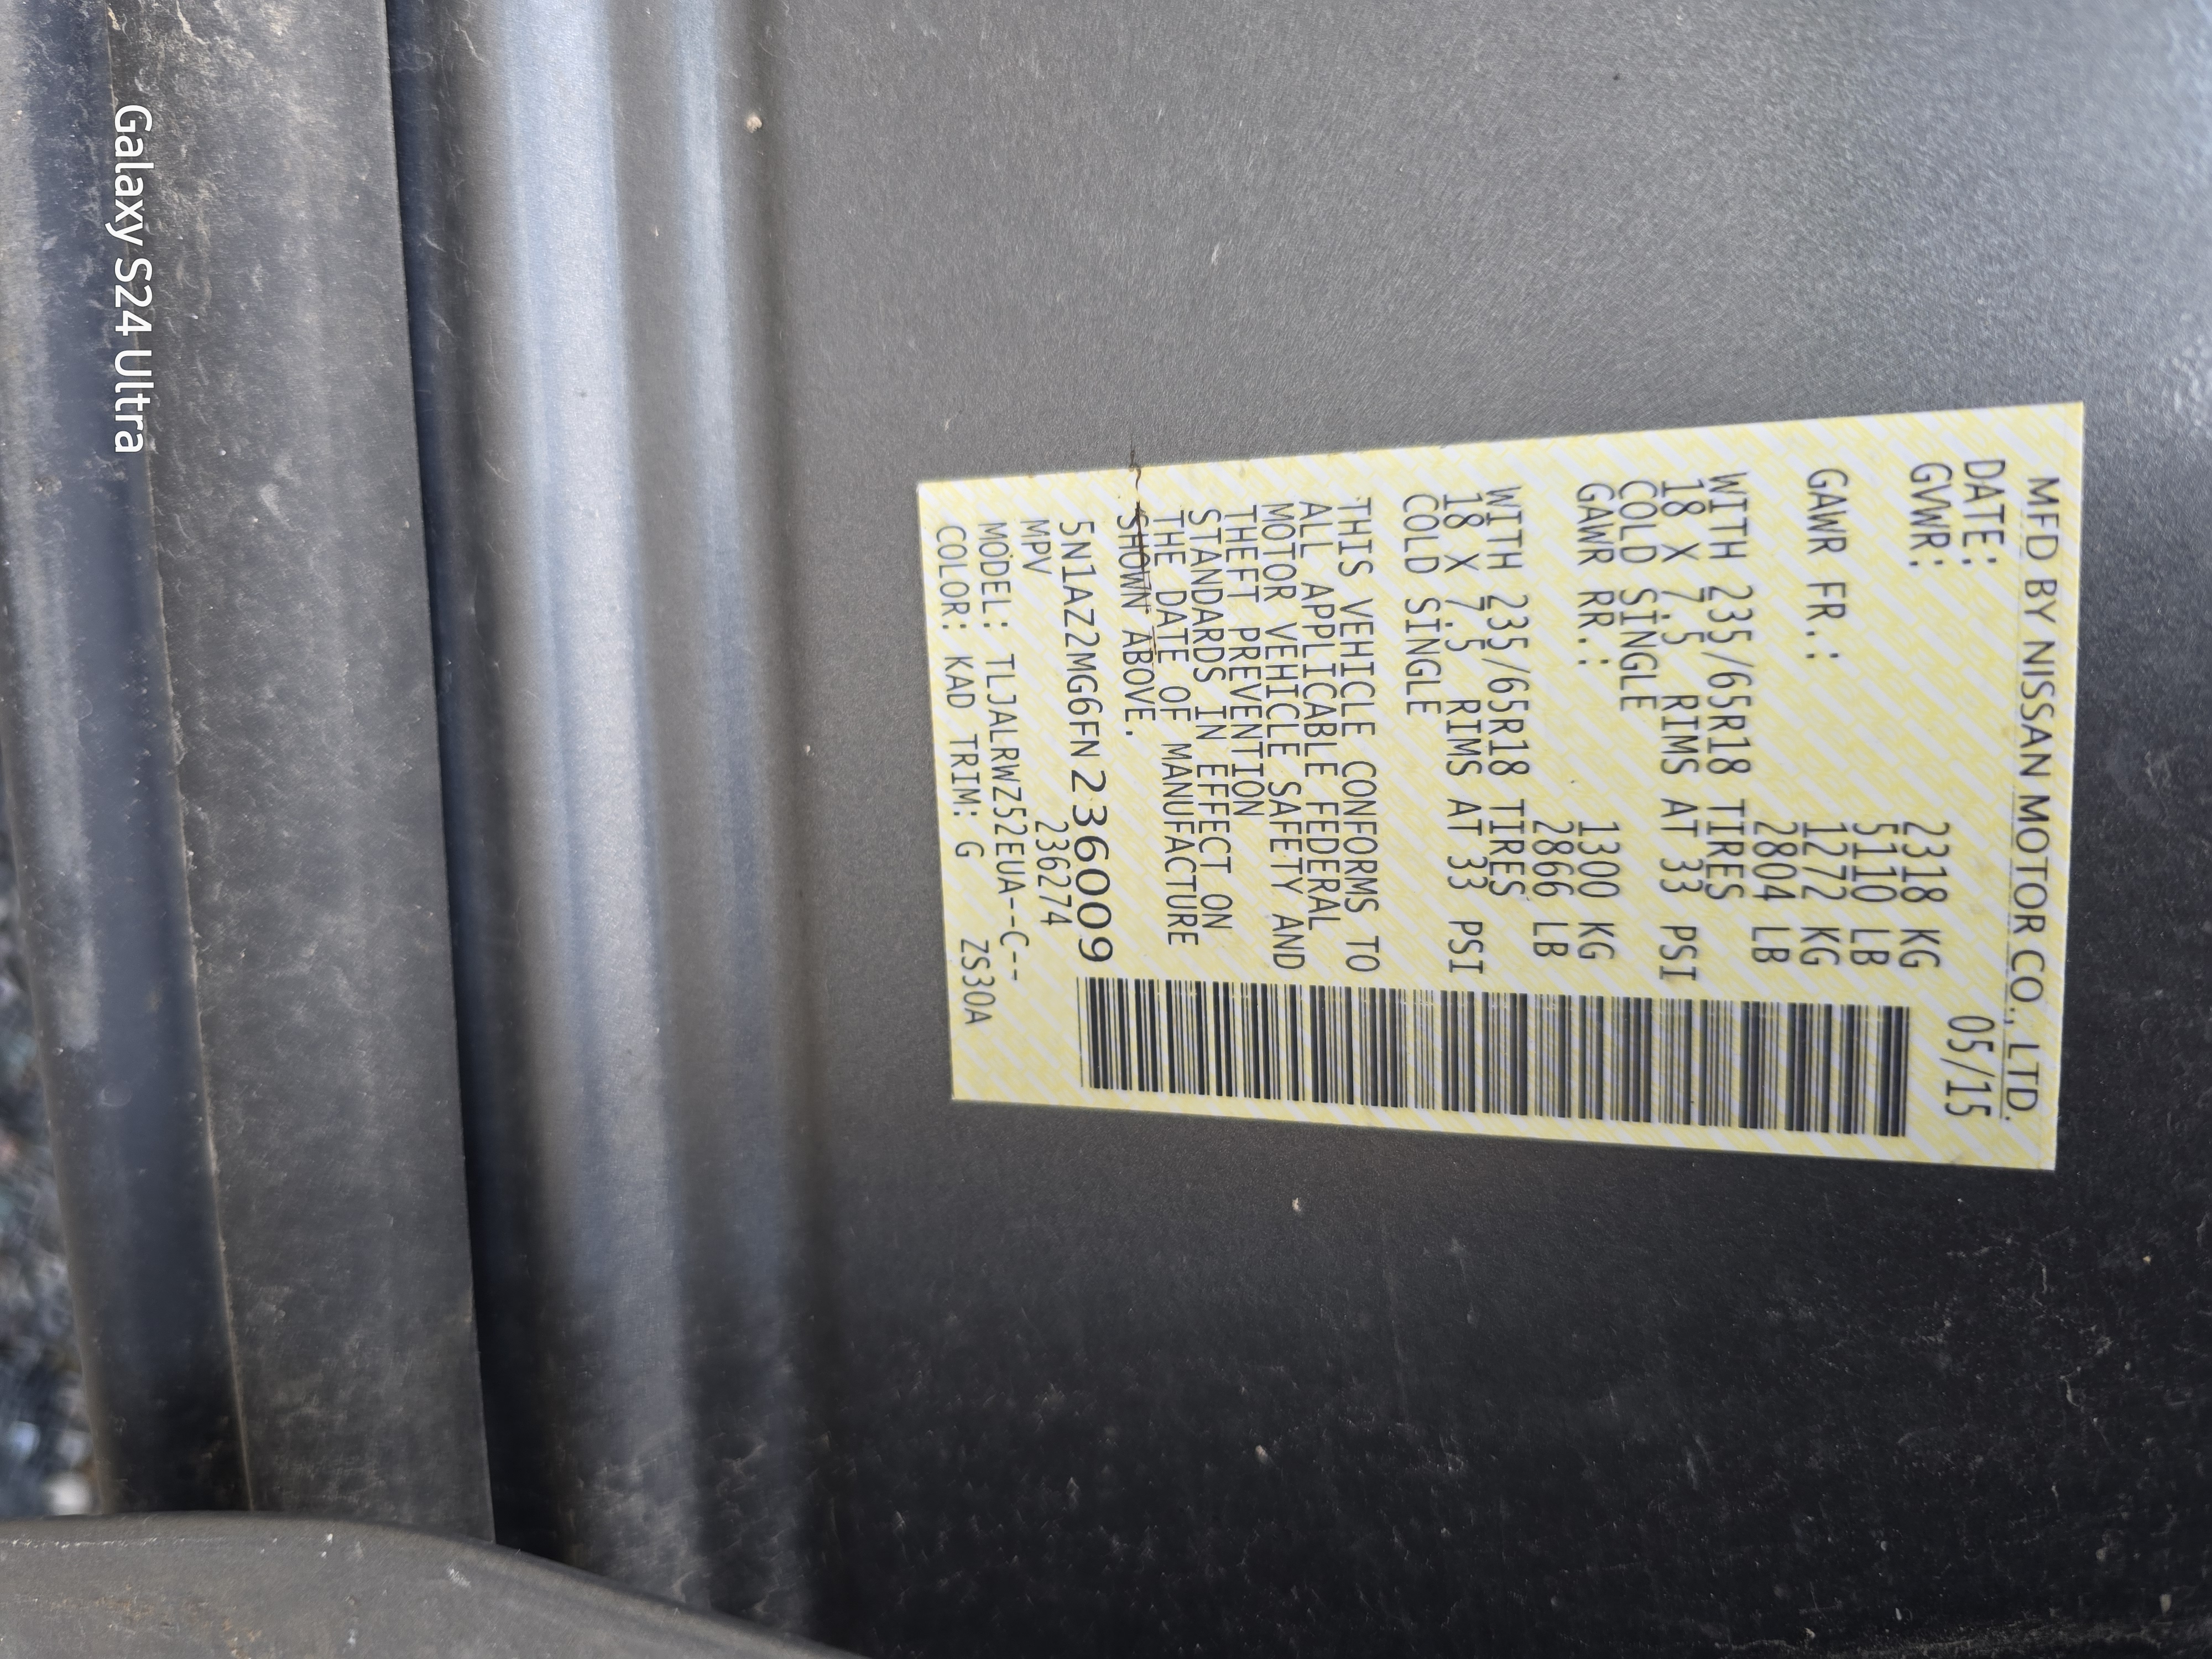 MFD BY NISSAN MOTOR CO., LTD.
DATE: 05/15
GVWR: 2318 KG
5110 LB
GAWR FR.: 1272 KG
2804 LB
WITH 235/65R18 TIRES
18 X 7.5 RIMS AT 33 PSI
COLD SINGLE
GAWR RR.: 1300 KG
2866 LB
WITH 235/65R18 TIRES
18 X 7.5 RIMS AT 33 PSI
COLD SINGLE
THIS VEHICLE CONFORMS TO
ALL APPLICABLE FEDERAL
MOTOR VEHICLE SAFETY AND
THEFT PREVENTION
STANDARDS IN EFFECT ON
THE DATE OF MANUFACTURE
SHOWN ABOVE.
5N1AZ2MG6FN236009
MPV 236274
MODEL: TLJALRWZ52EUA--C--
COLOR: KAD TRIM: G ZS30A
Galaxy S24 Ultra